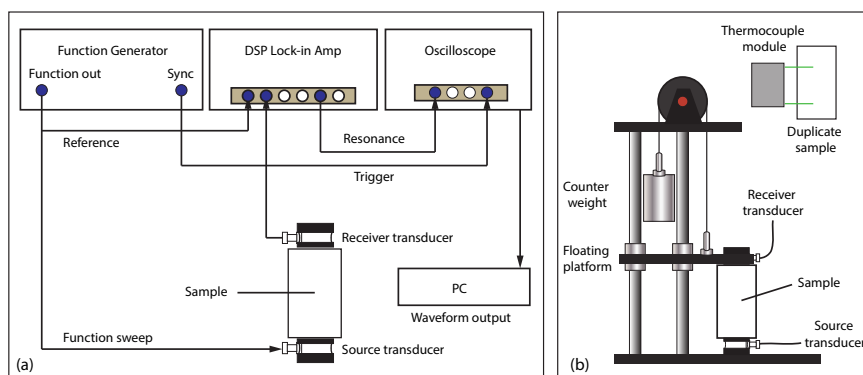 Function Generator
DSP Lock-in Amp
Oscilloscope
Function out
Sync
Reference
Resonance
Trigger
Receiver transducer
Sample
PC
Waveform output
Function sweep
Source transducer
(a)
Thermocouple
module
Duplicate
sample
Counter
weight
Receiver
transducer
Floating
platform
Sample
Source
transducer
(b)